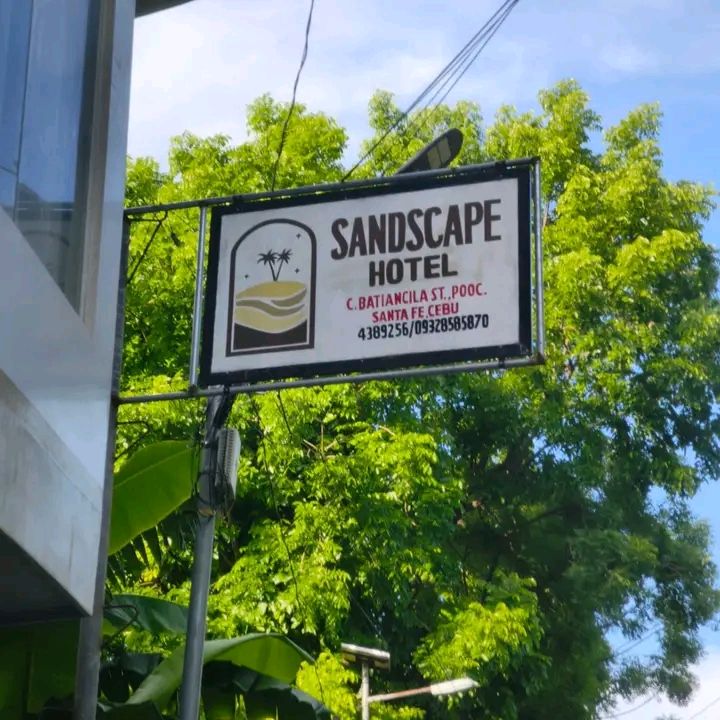 SANDSCAPE
HOTEL
C.BATIANCILA ST.,POOC.
SANTA FE,CEBU
4389256/09328585870